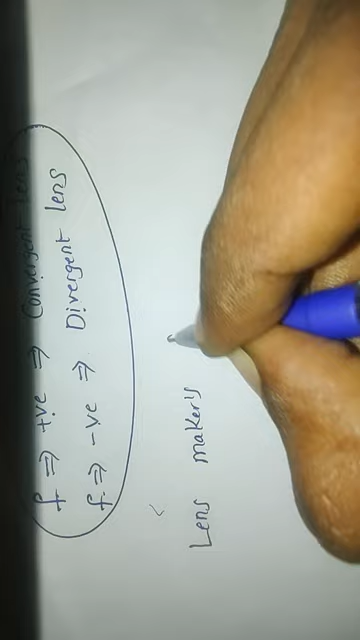 f ⇒ +ve ⇒ Convergent lens
f ⇒ -ve ⇒ Divergent lens
Lens maker's